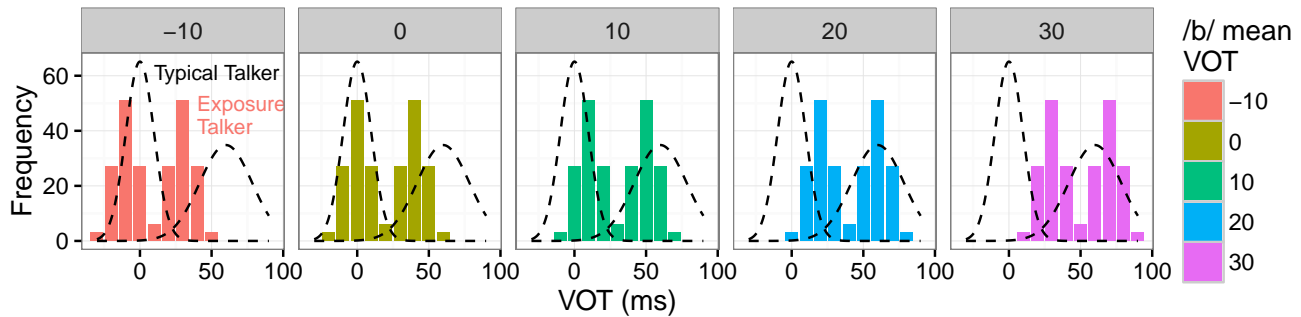 −10 0 10 20 30
/b/ mean
VOT
−10
0
10
20
30
Typical Talker
Exposure
Talker
Frequency
60
40
20
0
0 50 100 0 50 100 0 50 100 0 50 100 0 50 100
VOT (ms)